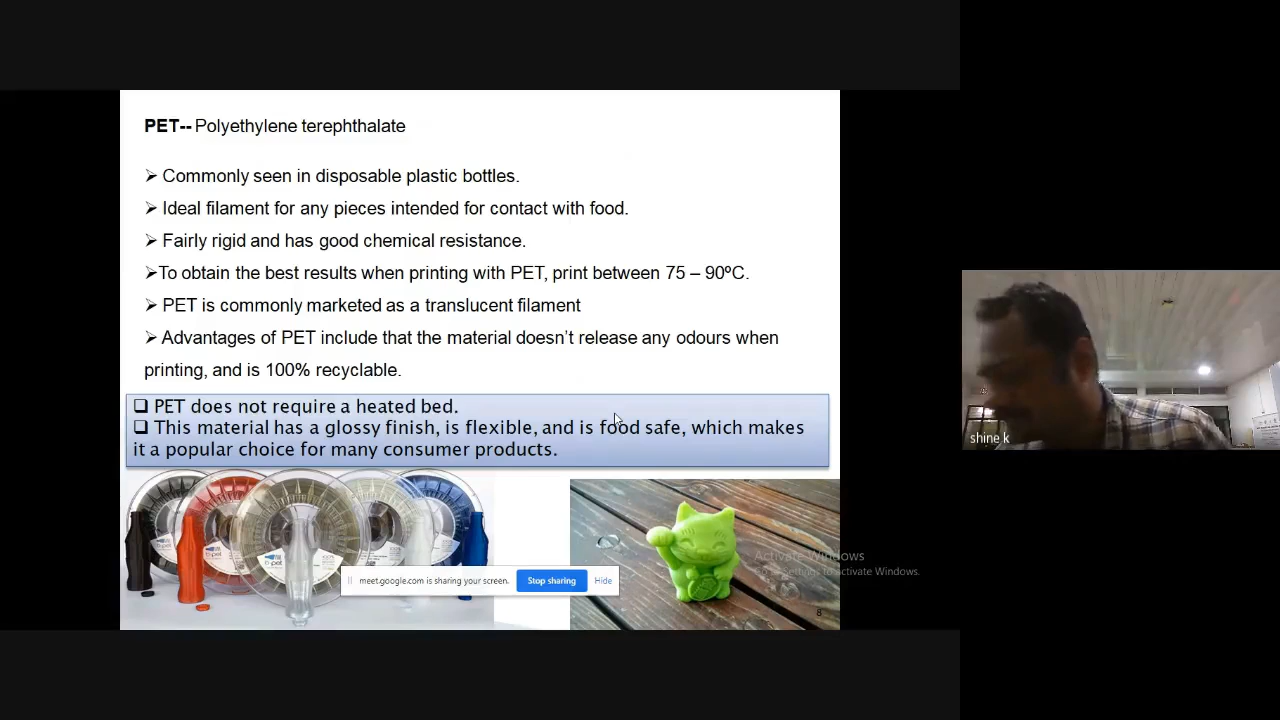 PET-- Polyethylene terephthalate
➢ Commonly seen in disposable plastic bottles.
➢ Ideal filament for any pieces intended for contact with food.
➢ Fairly rigid and has good chemical resistance.
➢To obtain the best results when printing with PET, print between 75 – 90ºC.
➢ PET is commonly marketed as a translucent filament
➢ Advantages of PET include that the material doesn’t release any odours when
printing, and is 100% recyclable.
❑ PET does not require a heated bed.
❑ This material has a glossy finish, is flexible, and is food safe, which makes
it a popular choice for many consumer products.
meet.google.com is sharing your screen.
Stop sharing
Hide
Activate Windows
Settings to activate Windows.
8
shine k